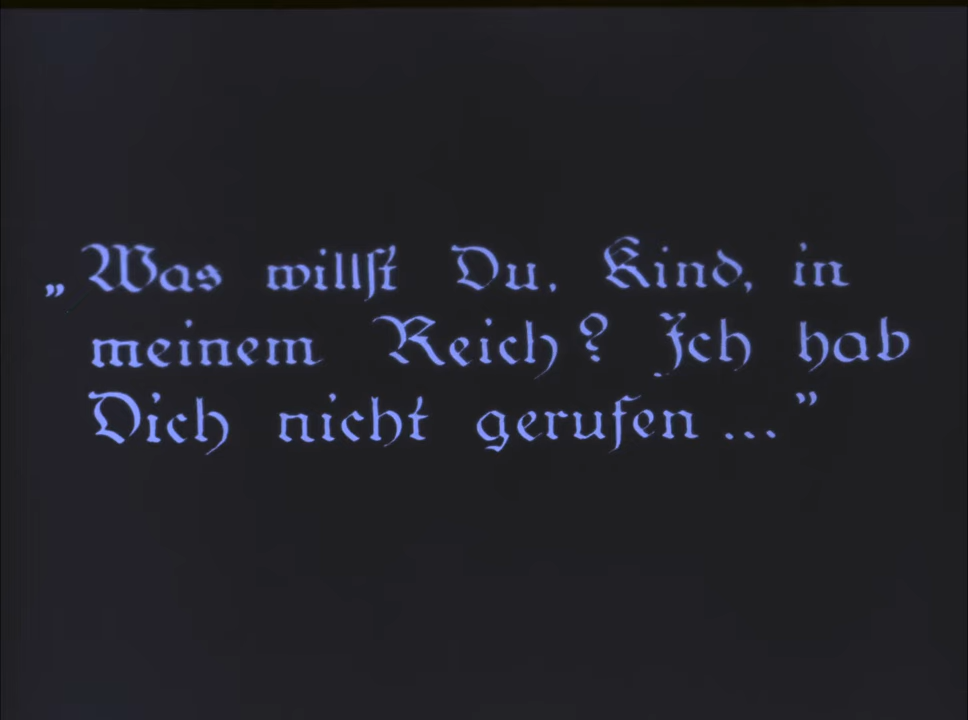 „Was willst Du, Kind, in
meinem Reich? Ich hab
Dich nicht gerufen ...”